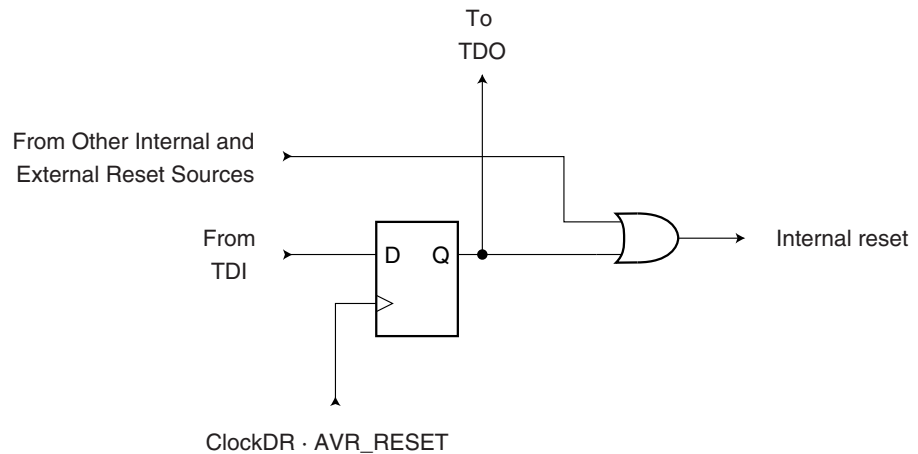 To
TDO
From Other Internal and
External Reset Sources
From
TDI
D Q
Internal reset
ClockDR · AVR_RESET